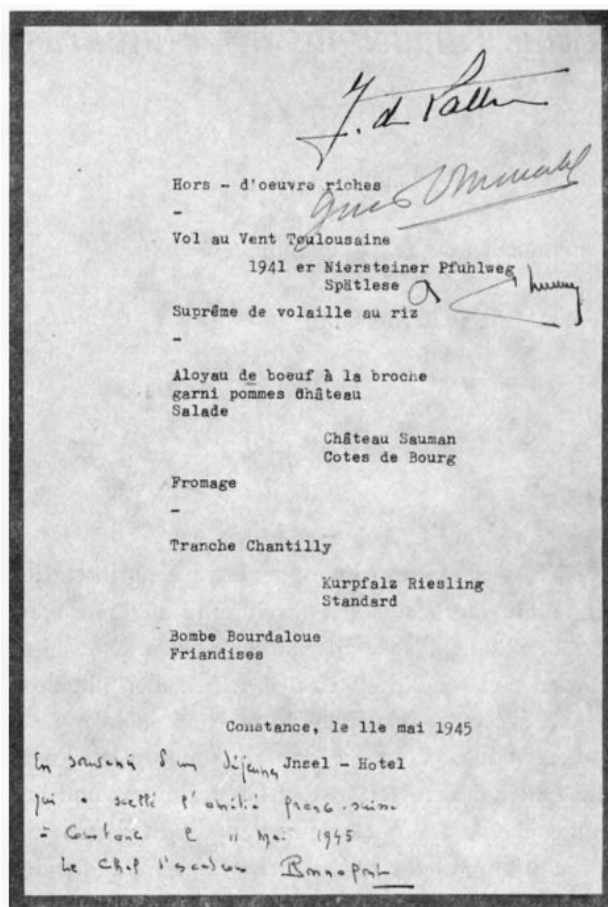 J. de
Hors - d'oeuvre riches
-
Vol au Vent Toulousaine
1941 er Niersteiner Pfuhlweg
Spätlese
Suprême de volaille au riz
-
Aloyau de boeuf à la broche
garni pommes Château
Salade
Château Sauman
Cotes de Bourg
Fromage
-
Tranche Chantilly
Kurpfalz Riesling
Standard
Bombe Bourdaloue
Friandises
Constance, le 11e mai 1945
Jnsel - Hotel
En souvenir d'un déjeuner
qui a scellé l'amitié franco-suisse
à Constance le 11 mai 1945
Le Chef d'escadron Bonnafont